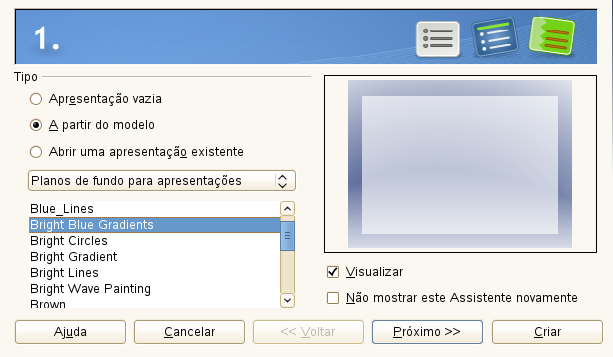 1.
Tipo
Apresentação vazia
A partir do modelo
Abrir uma apresentação existente
Planos de fundo para apresentações
Blue_Lines
Bright Blue Gradients
Bright Circles
Bright Gradient
Bright Lines
Bright Wave Painting
Brown
Visualizar
Não mostrar este Assistente novamente
Ajuda
Cancelar
<< Voltar
Próximo >>
Criar